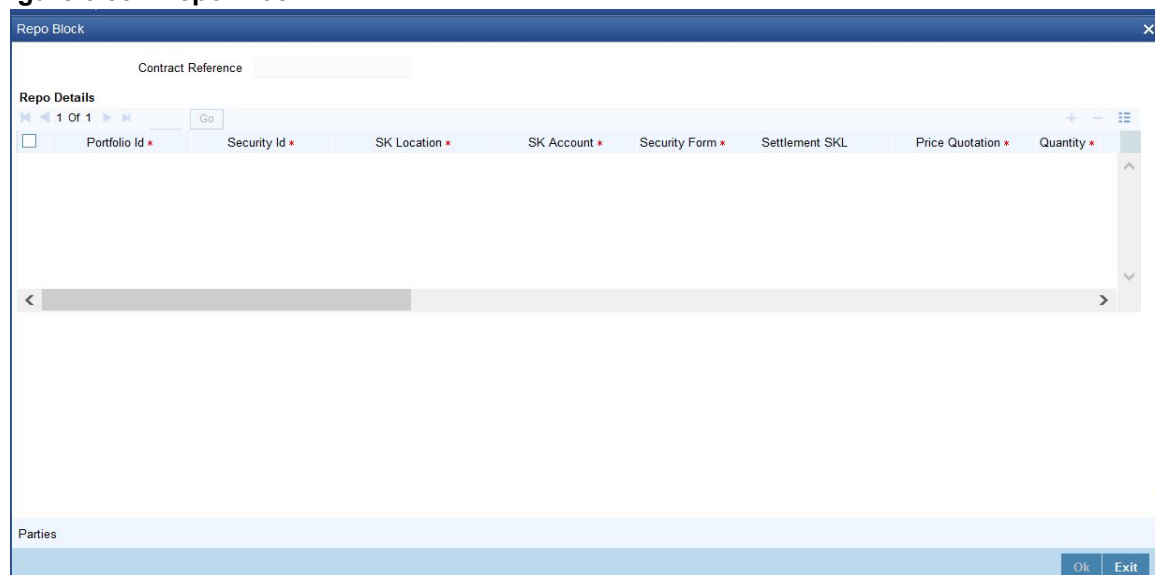 Repo Block
Contract Reference
Repo Details
1 Of 1 Go
Portfolio Id * Security Id * SK Location * SK Account * Security Form * Settlement SKL Price Quotation * Quantity *
Parties
Ok Exit